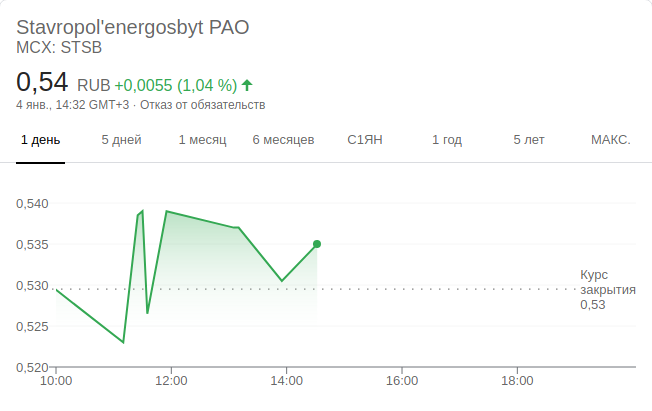 Stavropol'energosbyt PAO
MCX: STSB
0,54 RUB +0,0055 (1,04 %)
4 янв., 14:32 GMT+3 · Отказ от обязательств
1 день 5 дней 1 месяц 6 месяцев С1ЯН 1 год 5 лет МАКС.
0,540
0,535
0,530
0,525
0,520
Курс
закрытия
0,53
10:00 12:00 14:00 16:00 18:00